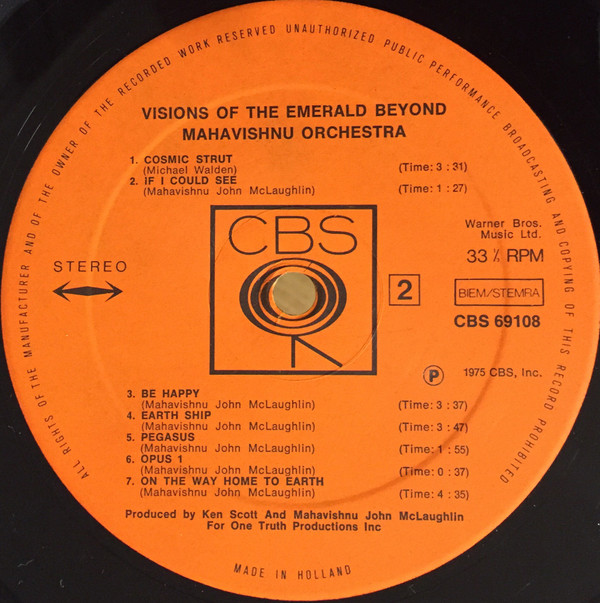 ALL RIGHTS OF THE MANUFACTURER AND OF THE OWNER OF THE RECORDED WORK RESERVED UNAUTHORIZED PUBLIC PERFORMANCE BROADCASTING AND COPYING OF THIS RECORD PROHIBITED
VISIONS OF THE EMERALD BEYOND
MAHAVISHNU ORCHESTRA
1. COSMIC STRUT
(Michael Walden) (Time: 3 : 31)
2. IF I COULD SEE
(Mahavishnu John McLaughlin) (Time: 1 : 27)
CBS
Warner Bros.
Music Ltd.
STEREO
33 ⅓ RPM
2
BIEM/STEMRA
CBS 69108
Ⓟ 1975 CBS, Inc.
3. BE HAPPY
(Mahavishnu John McLaughlin) (Time: 3 : 37)
4. EARTH SHIP
(Mahavishnu John McLaughlin) (Time: 3 : 47)
5. PEGASUS
(Mahavishnu John McLaughlin) (Time: 1 : 55)
6. OPUS 1
(Mahavishnu John McLaughlin) (Time: 0 : 37)
7. ON THE WAY HOME TO EARTH
(Mahavishnu John McLaughlin) (Time: 4 : 35)
Produced by Ken Scott And Mahavishnu John McLaughlin
For One Truth Productions Inc
MADE IN HOLLAND